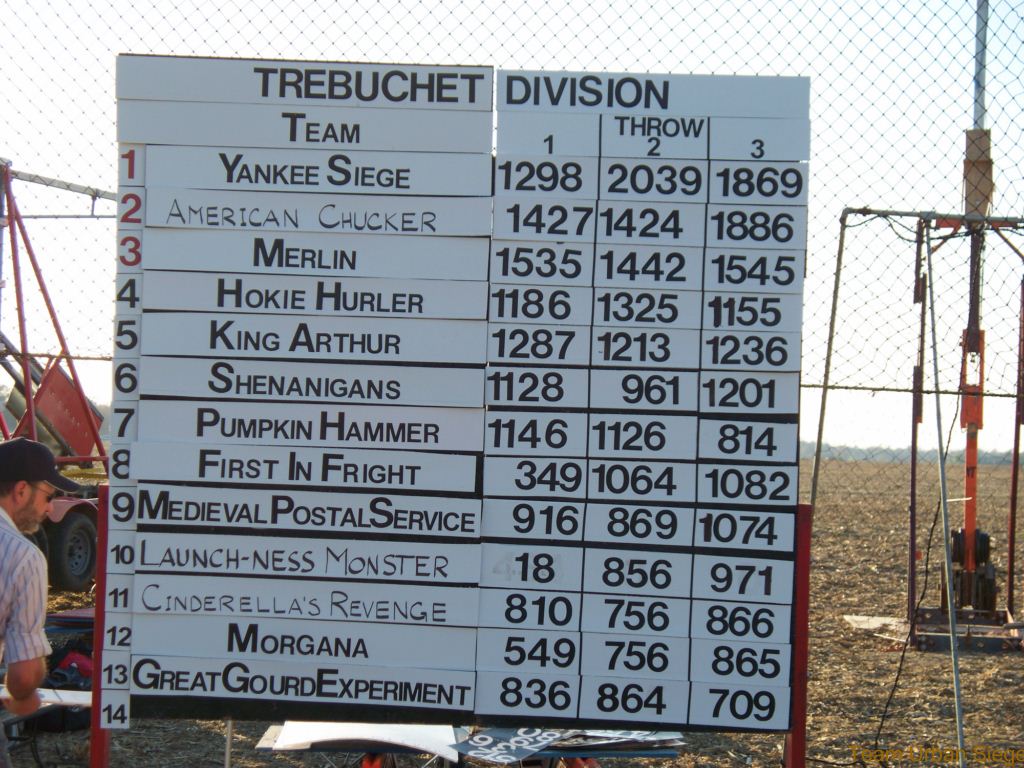 TREBUCHET DIVISION
TEAM THROW
1 2 3
1 YANKEE SIEGE 1298 2039 1869
2 AMERICAN CHUCKER 1427 1424 1886
3 MERLIN 1535 1442 1545
4 HOKIE HURLER 1186 1325 1155
5 KING ARTHUR 1287 1213 1236
6 SHENANIGANS 1128 961 1201
7 PUMPKIN HAMMER 1146 1126 814
8 FIRST IN FRIGHT 349 1064 1082
9 MEDIEVAL POSTAL SERVICE 916 869 1074
10 LAUNCH-NESS MONSTER 18 856 971
11 CINDERELLA'S REVENGE 810 756 866
12 MORGANA 549 756 865
13 GREAT GOURD EXPERIMENT 836 864 709
14
Team Urban Siege